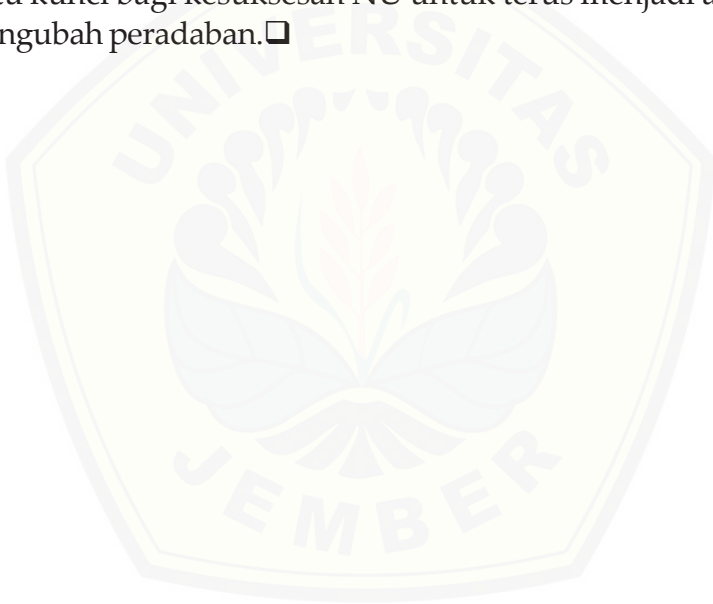 kunci bagi kesuksesan NU untuk terus menjadi
ngubah peradaban.❑
UNIVERSITAS
JEMBER